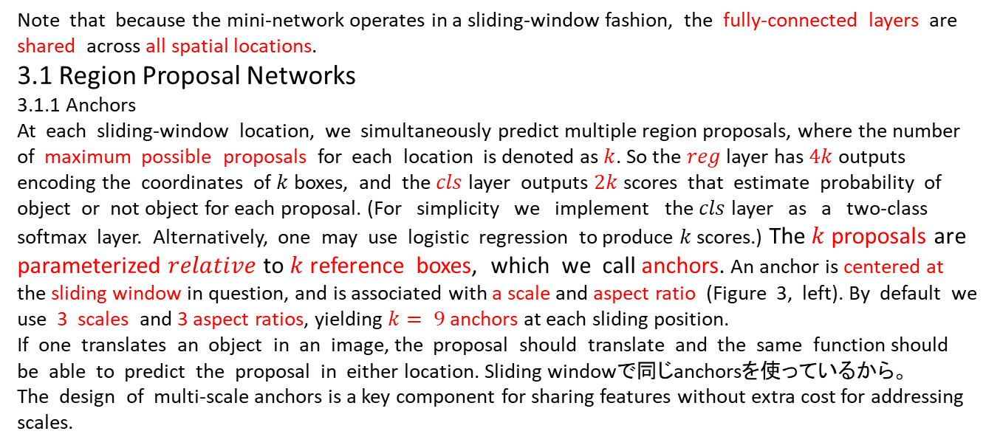 Note that because the mini-network operates in a sliding-window fashion, the fully-connected layers are
shared across all spatial locations.
3.1 Region Proposal Networks
3.1.1 Anchors
At each sliding-window location, we simultaneously predict multiple region proposals, where the number
of maximum possible proposals for each location is denoted as k. So the reg layer has 4k outputs
encoding the coordinates of k boxes, and the cls layer outputs 2k scores that estimate probability of
object or not object for each proposal. (For simplicity we implement the cls layer as a two-class
softmax layer. Alternatively, one may use logistic regression to produce k scores.) The k proposals are
parameterized relative to k reference boxes, which we call anchors. An anchor is centered at
the sliding window in question, and is associated with a scale and aspect ratio (Figure 3, left). By default we
use 3 scales and 3 aspect ratios, yielding k = 9 anchors at each sliding position.
If one translates an object in an image, the proposal should translate and the same function should
be able to predict the proposal in either location. Sliding windowで同じanchorsを使っているから。
The design of multi-scale anchors is a key component for sharing features without extra cost for addressing
scales.